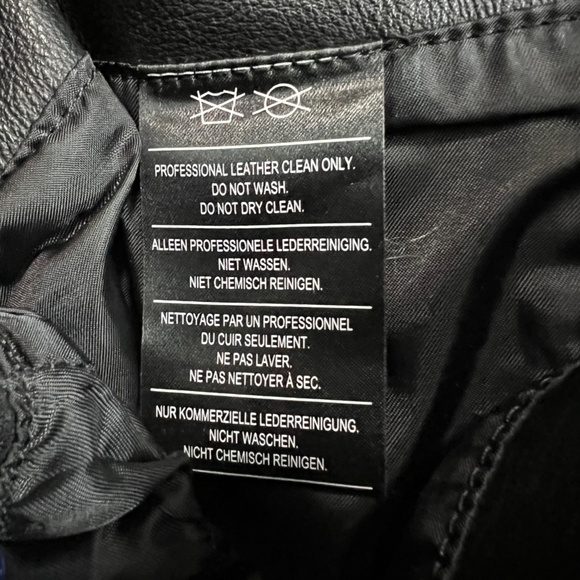 PROFESSIONAL LEATHER CLEAN ONLY.
DO NOT WASH.
DO NOT DRY CLEAN.
ALLEEN PROFESSIONELE LEDERREINIGING.
NIET WASSEN.
NIET CHEMISCH REINIGEN.
NETTOYAGE PAR UN PROFESSIONNEL
DU CUIR SEULEMENT.
NE PAS LAVER.
NE PAS NETTOYER À SEC.
NUR KOMMERZIELLE LEDERREINIGUNG.
NICHT WASCHEN.
NICHT CHEMISCH REINIGEN.